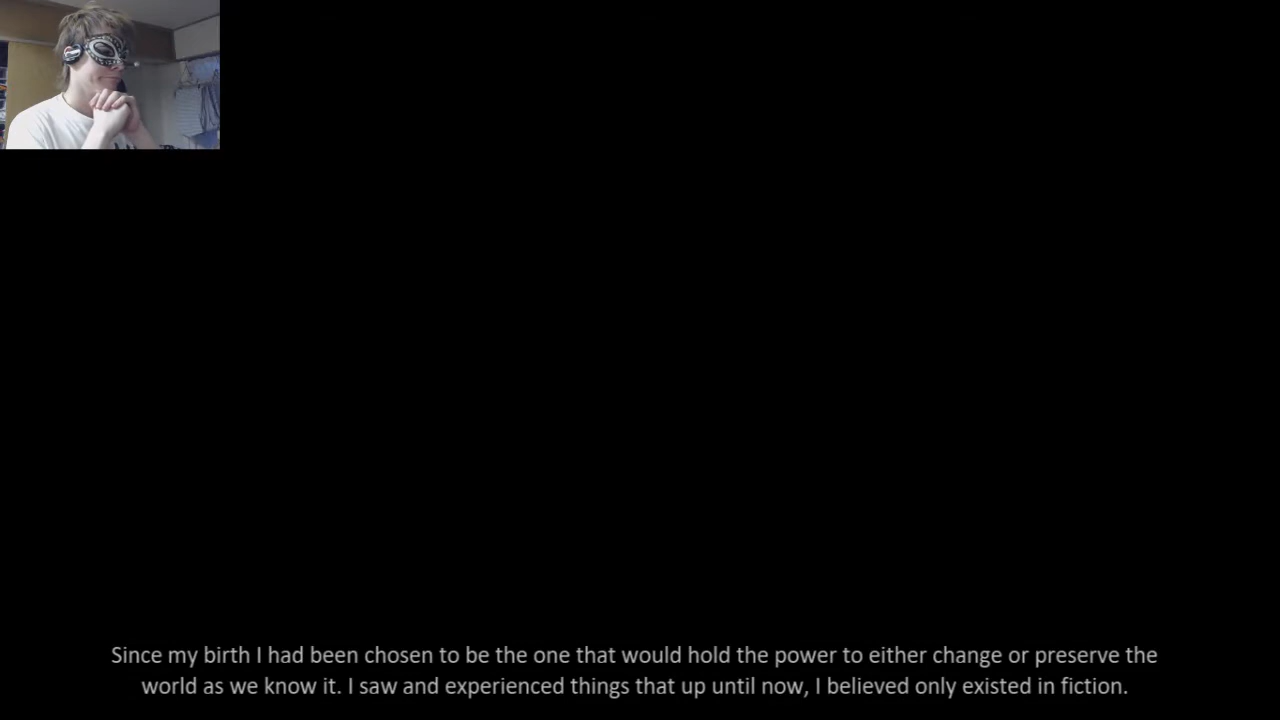 Since my birth I had been chosen to be the one that would hold the power to either change or preserve the
world as we know it. I saw and experienced things that up until now, I believed only existed in fiction.